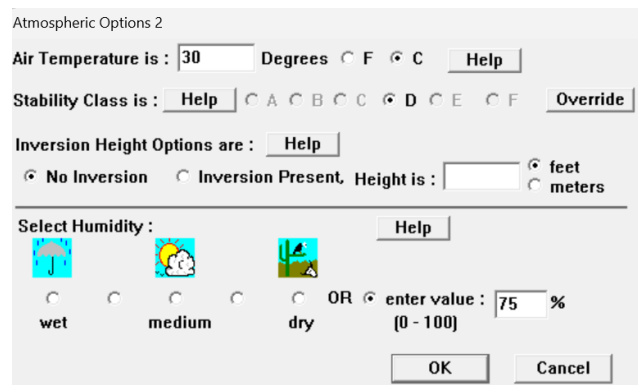 Atmospheric Options 2
Air Temperature is : 30 Degrees F C Help
Stability Class is : Help A B C D E F Override
Inversion Height Options are : Help
No Inversion Inversion Present, Height is : feet
meters
Select Humidity : Help
OR enter value : 75 %
wet medium dry (0 - 100)
OK Cancel